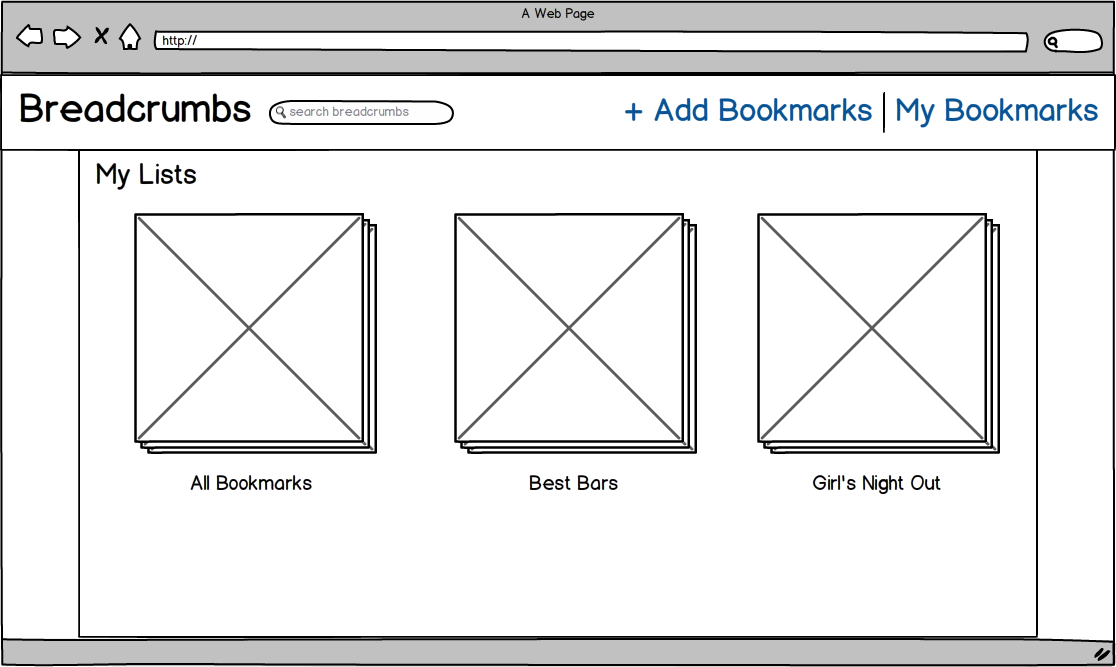 A Web Page
http://
Breadcrumbs
search breadcrumbs
+ Add Bookmarks
My Bookmarks
My Lists
All Bookmarks
Best Bars
Girl's Night Out